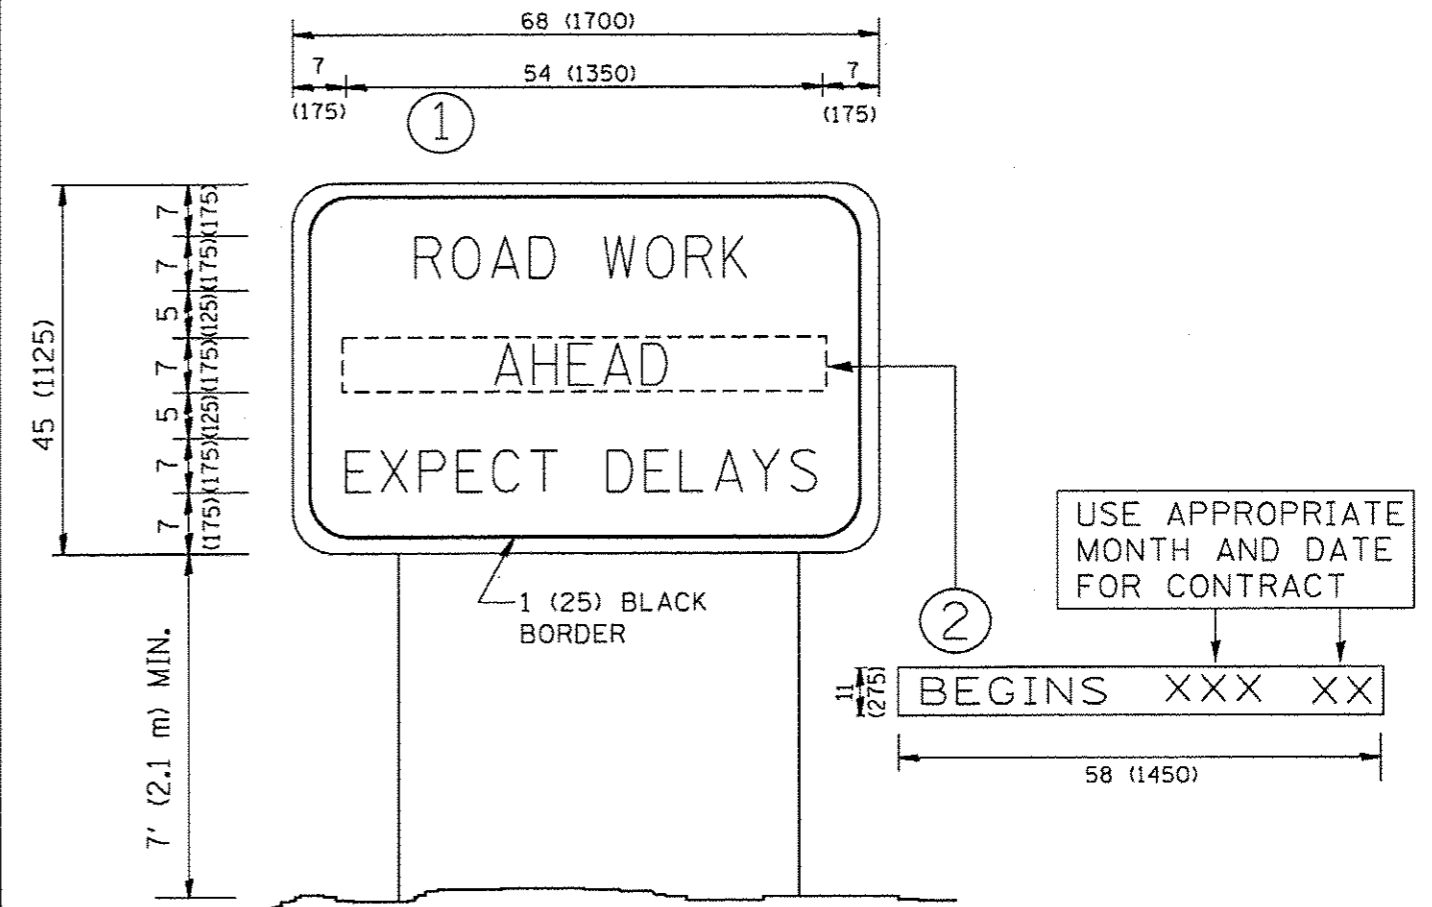 68 (1700)
7 54 (1350) 7
(175) (175)
1
45 (1125)
7 (175)
7 (175)
5 (125)
7 (175)
5 (125)
7 (175)
7 (175)
ROAD WORK
AHEAD
EXPECT DELAYS
1 (25) BLACK
BORDER
7' (2.1 m) MIN.
USE APPROPRIATE
MONTH AND DATE
FOR CONTRACT
2
11
(275)
BEGINS XXX XX
58 (1450)